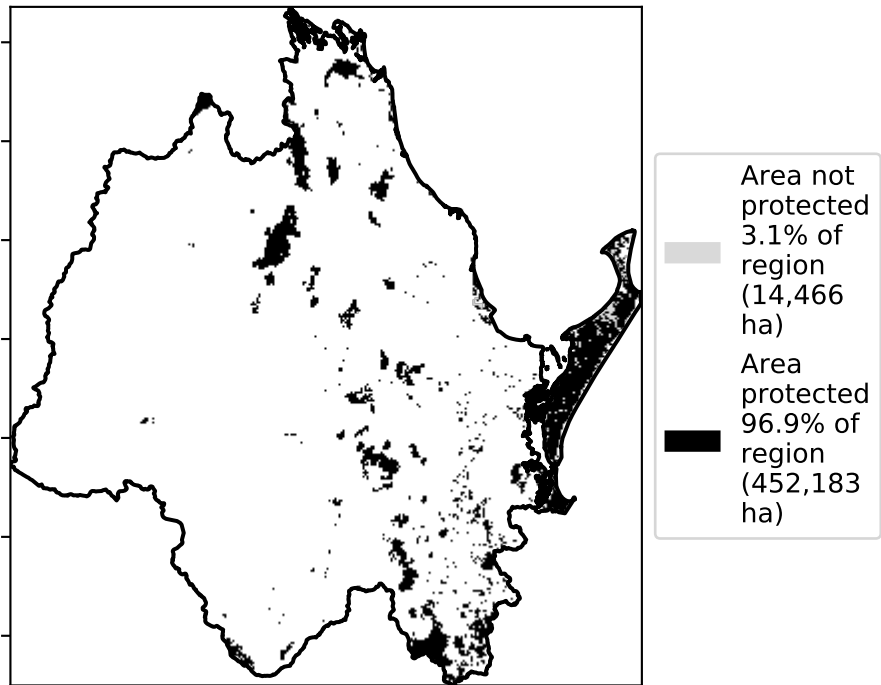 Area not
protected
3.1% of
region
(14,466
ha)
Area
protected
96.9% of
region
(452,183
ha)